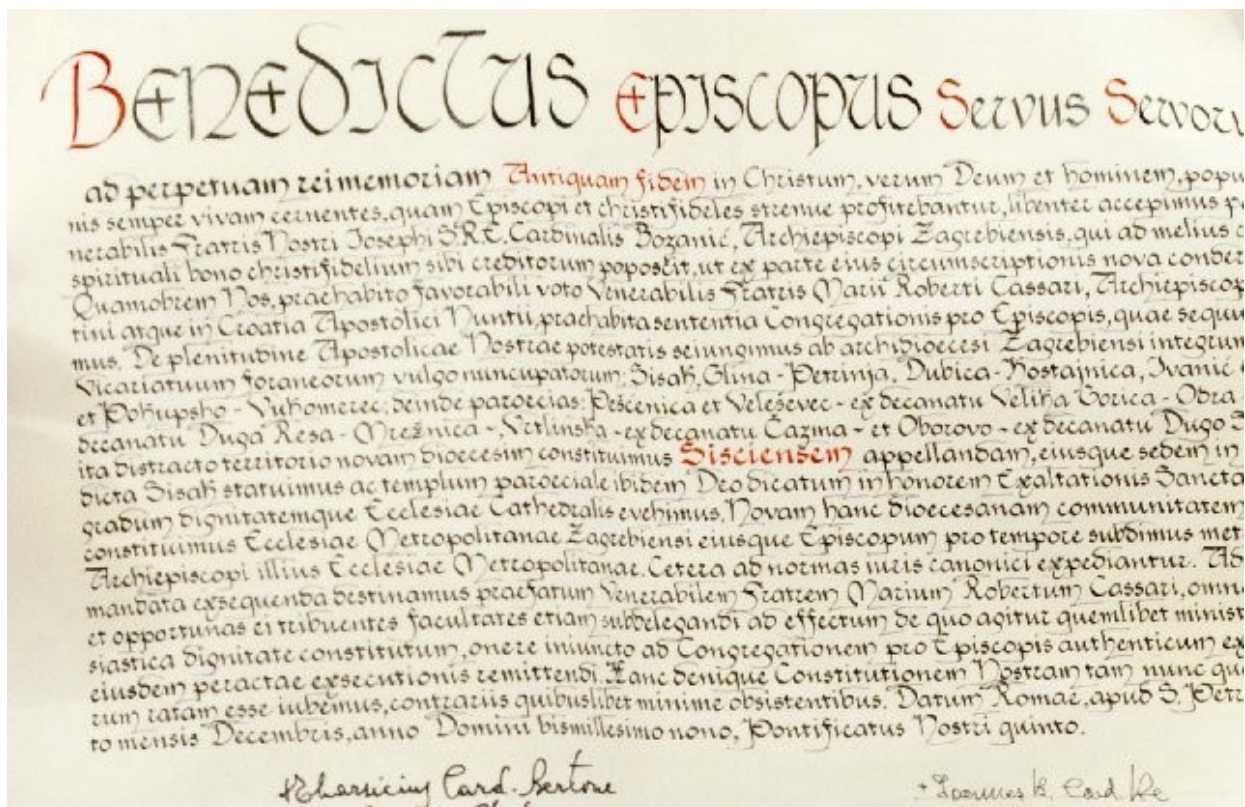 BENEDICTUS EPISCOPUS Servus Servoru
ad perpetuam rei memoriam Antiquam fidem in Christum, verum Deum et hominem, popu
nis semper vivam cernentes, quam Episcopi et christifideles strenue profitebantur, libenter accepimus
nerabilis Fratris Nostri Josephi S.R.E. Cardinalis Bozanić, Archiepiscopi Zagrebiensis, qui ad melius
spirituali bono christifidelium sibi creditorum poposcit, ut ex parte eius circumscriptionis nova conder
Quamobrem Nos, praehabito favorabili voto Venerabilis Fratris Marii Roberti Cassari, Archiepiscop
tini atque in Croatia Apostolici Nuntii, praehabita sententia Congregationis pro Episcopis, quae sequu
mus. De plenitudine Apostolicae Nostrae potestatis seiungimus ab archidioecesi Zagrebiensi integrum
Vicariatuum foraneorum vulgo nuncupatorum: Sisak, Glina-Petrinja, Dubica-Kostajnica, Ivanić
et Pokupsko-Vukomerec; deinde paroecias: Peščenica et Veleševec - ex decanatu Velika Gorica-Odra -
decanatu Duga Resa-Mrežnica-, Vrtlinska - ex decanatu Čazma - et Oborovo - ex decanatu Dugo S
ita distracto territorio novam dioecesim constituimus Sisciensem appellandam, eiusque sedem in
dicta Sisak statuimus ac templum paroeciale ibidem Deo dicatum in honorem Exaltationis Sancta
gradum dignitatemque Ecclesiae Cathedralis evehimus. Novam hanc dioecesanam communitatem
constituimus Ecclesiae Metropolitanae Zagrebiensi eiusque Episcopum pro tempore subdimus met
Archiepiscopi illius Ecclesiae Metropolitanae. Cetera ad normas iuris canonici expediantur. Ad
mandata exsequenda destinamus praefatum Venerabilem Fratrem Marium Robertum Cassari, omne
et opportunas ei tribuentes facultates etiam subdelegandi ad effectum de quo agitur quemlibet minist
siastica dignitate constitutum, onere iniuncto ad Congregationem pro Episcopis authenticum ex
eiusdem peractae exsecutionis remittendi. Hanc denique Constitutionem Nostram tam nunc qua
rum ratam esse iubemus, contrariis quibuslibet minime obsistentibus. Datum Romae, apud S. Petr
to mensis Decembris, anno Domini bismillesimo nono, Pontificatus Nostri quinto.
Tharsicius Card. Bertone
+ Ioannes B. Card. Re